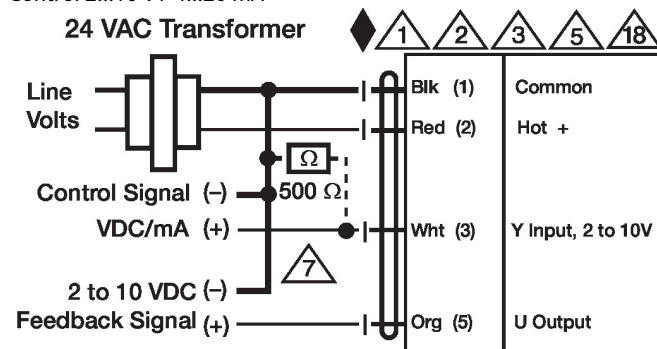 24 VAC Transformer
1 2 3 5 18
Line
Volts
Blk (1) Common
Red (2) Hot +
Ω
500 Ω
Control Signal (–)
VDC/mA (+)
Wht (3) Y Input, 2 to 10V
7
2 to 10 VDC (–)
Feedback Signal (+)
Org (5) U Output